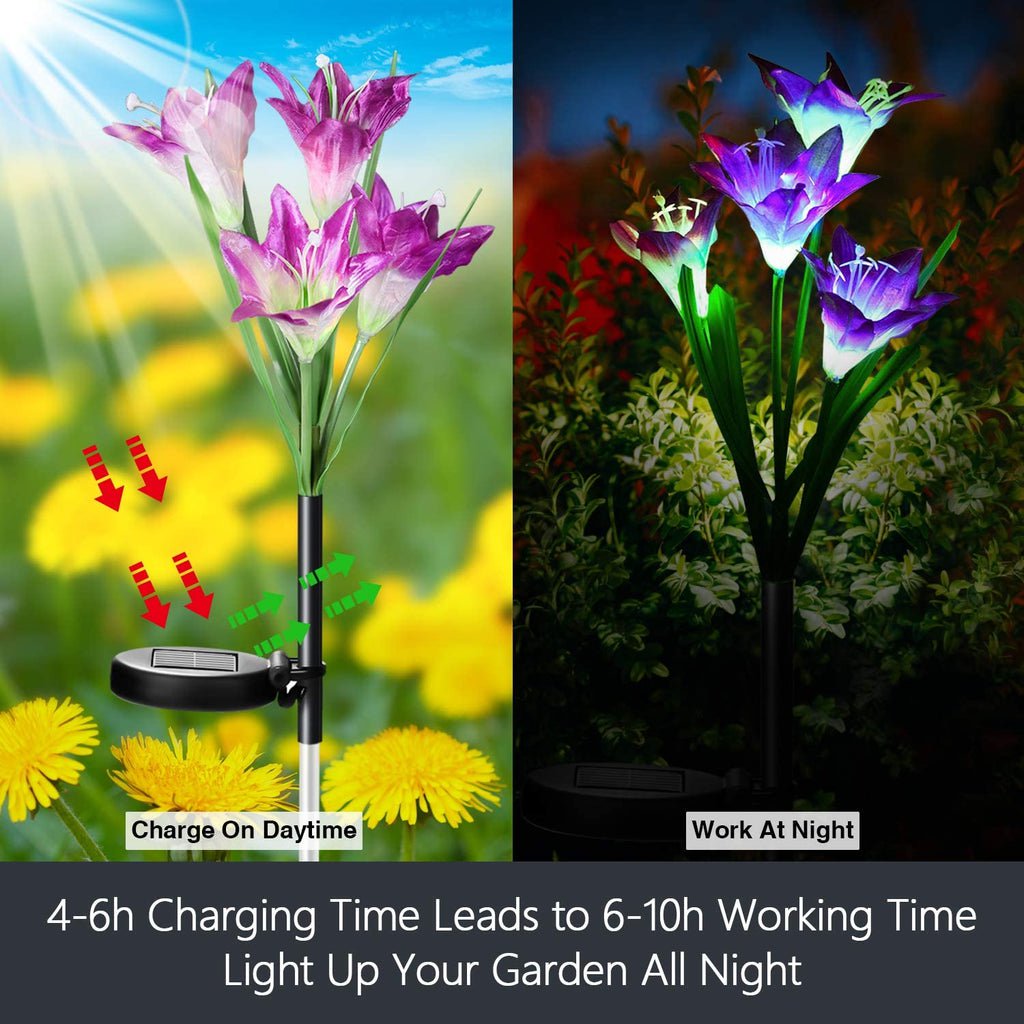 Charge On Daytime
Work At Night
4-6h Charging Time Leads to 6-10h Working Time
Light Up Your Garden All Night